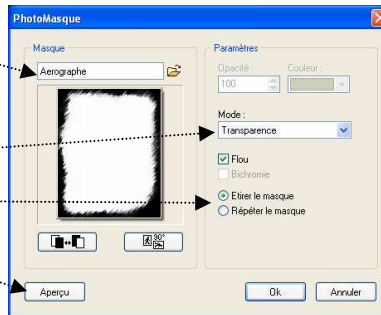 PhotoMasque
Masque
Aerographe
90°
Paramètres
Opacité :
Couleur :
100
Mode :
Transparence
Flou
Bichromie
Etirer le masque
Répéter le masque
Aperçu
Ok
Annuler